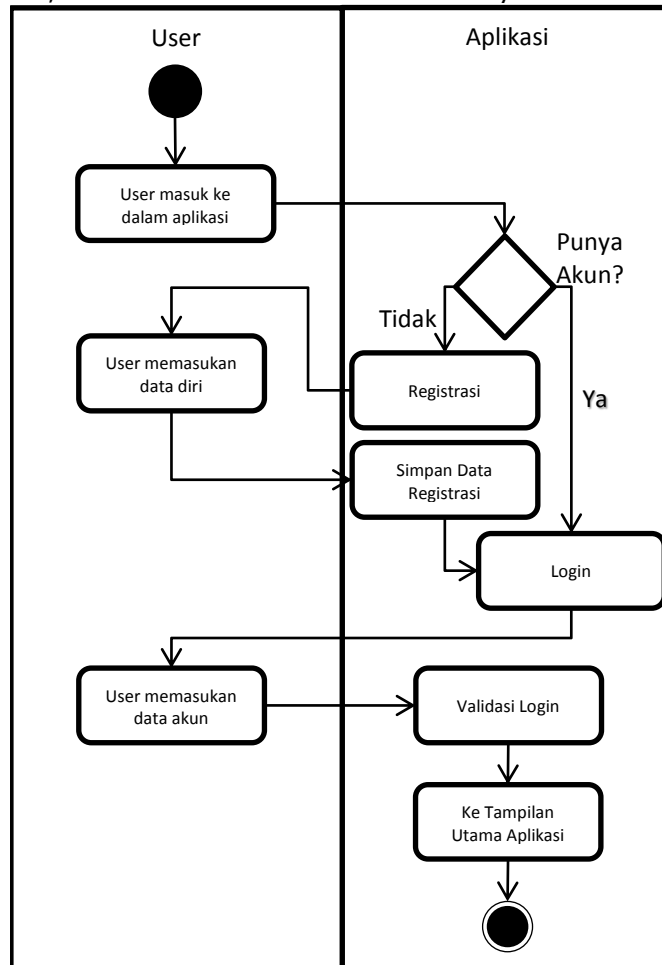 User
Aplikasi
User masuk ke
dalam aplikasi
Punya
Akun?
Tidak
User memasukan
data diri
Registrasi
Ya
Simpan Data
Registrasi
Login
User memasukan
data akun
Validasi Login
Ke Tampilan
Utama Aplikasi